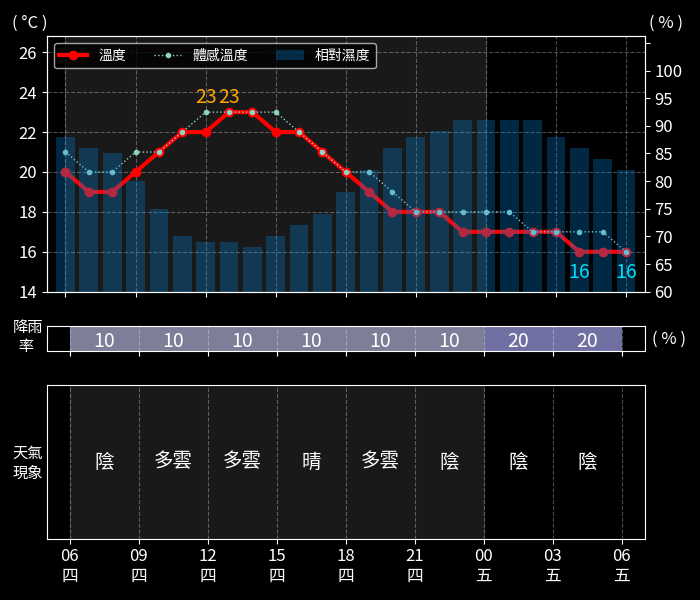 ( °C )
( % )
溫度
體感溫度
相對濕度
26
24
22
20
18
16
14
100
95
90
85
80
75
70
65
60
23
23
16
16
降雨
率
10
10
10
10
10
10
20
20
( % )
天氣
現象
陰
多雲
多雲
晴
多雲
陰
陰
陰
06
09
12
15
18
21
00
03
06
四
四
四
四
四
四
五
五
五